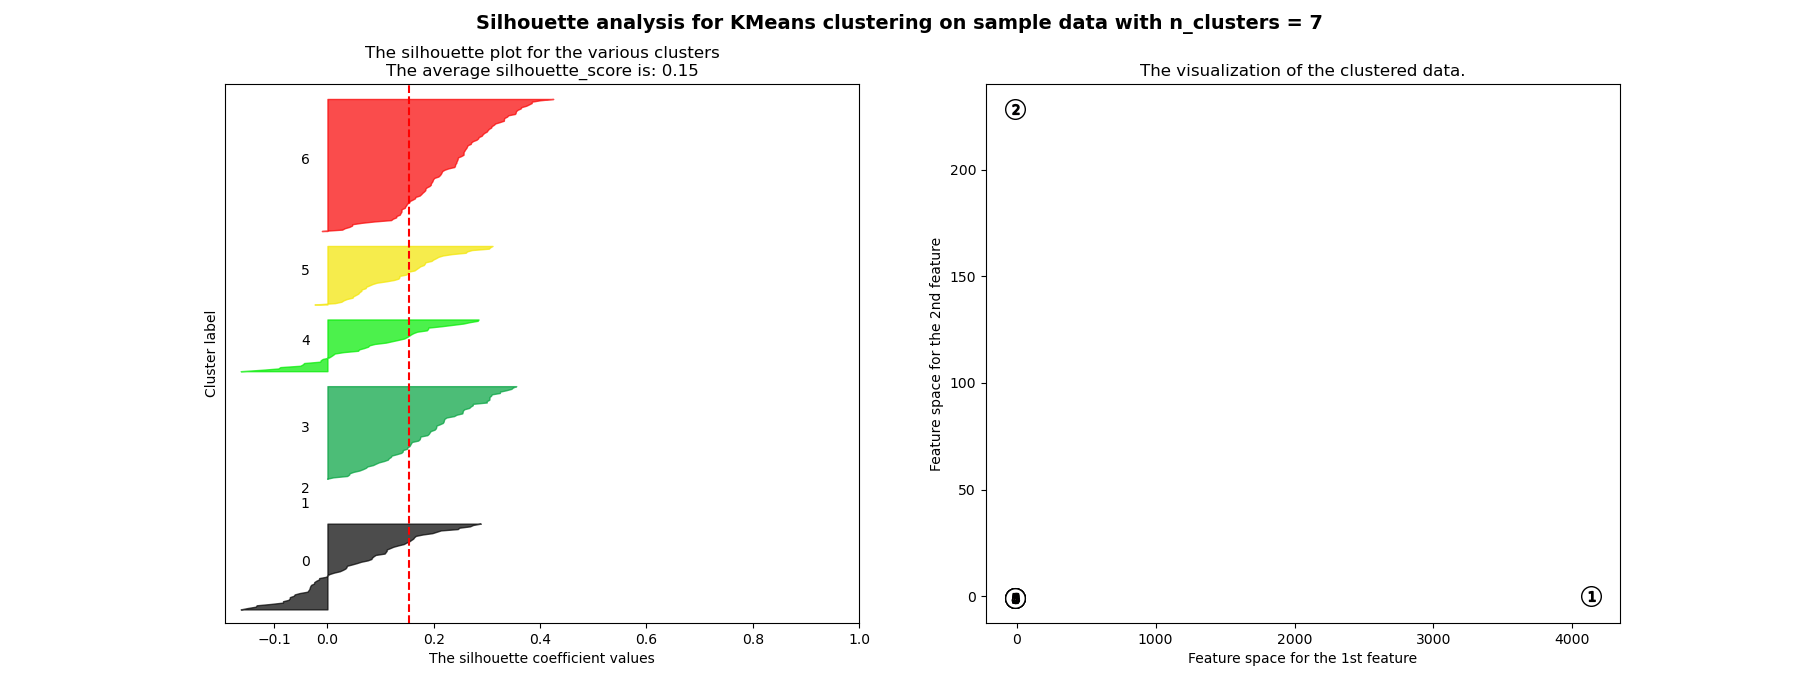 Silhouette analysis for KMeans clustering on sample data with n_clusters = 7
The silhouette plot for the various clusters
The average silhouette_score is: 0.15
6
5
4
3
2
1
0
Cluster label
−0.1 0.0 0.2 0.4 0.6 0.8 1.0
The silhouette coefficient values
The visualization of the clustered data.
2
1
200
150
100
50
0
Feature space for the 2nd feature
0 1000 2000 3000 4000
Feature space for the 1st feature